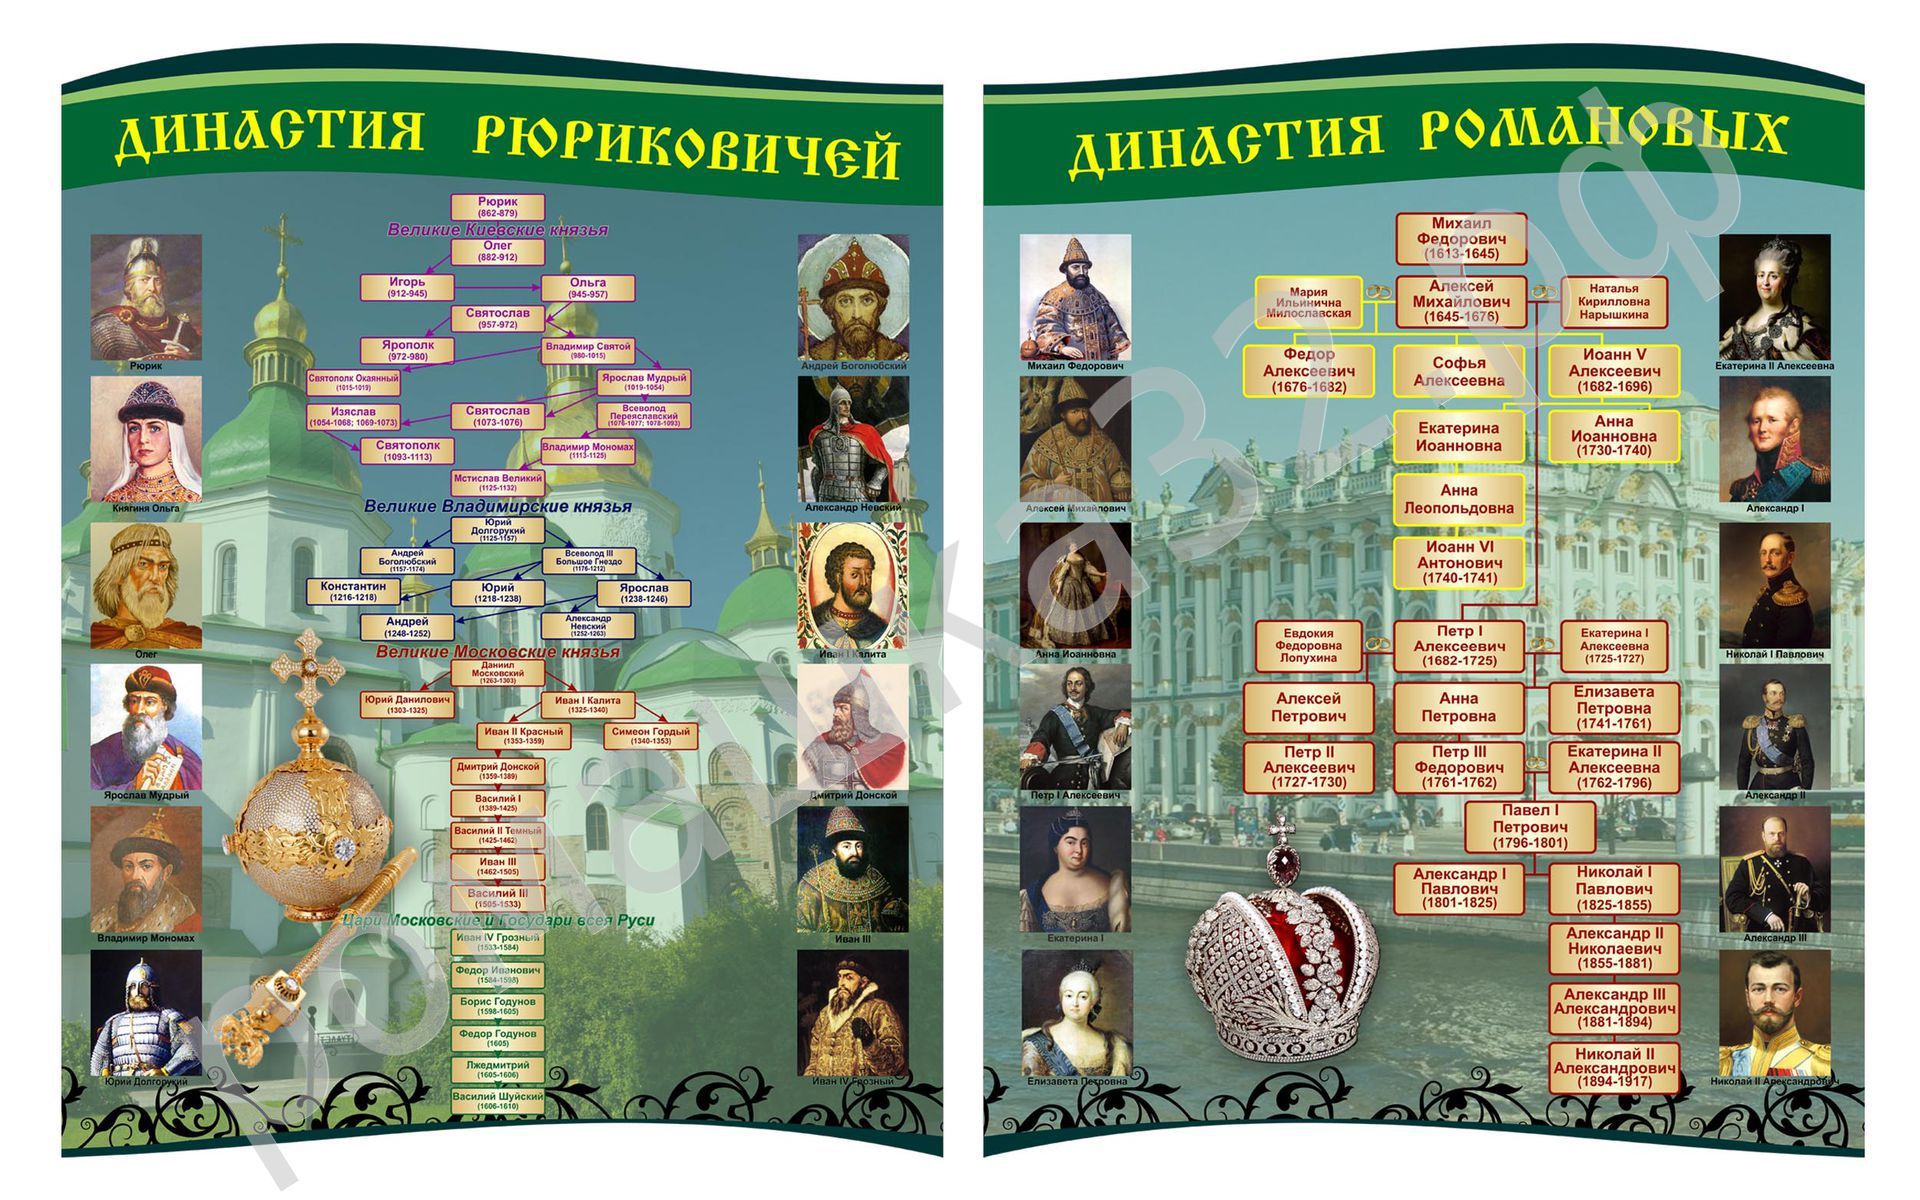 ДИНАСТИЯ РЮРИКОВИЧЕЙ
Рюрик
(862-879)
Великие Киевские князья
Олег
(882-912)
Игорь
(912-945)
Ольга
(945-957)
Святослав
(957-972)
Ярополк
(972-980)
Владимир Святой
(980-1015)
Святополк Окаянный
(1015-1019)
Ярослав Мудрый
(1019-1054)
Изяслав
(1054-1068; 1069-1073)
Святослав
(1073-1076)
Всеволод
Переяславский
(1076-1077; 1078-1093)
Святополк
(1093-1113)
Владимир Мономах
(1113-1125)
Мстислав Великий
(1125-1132)
Великие Владимирские князья
Юрий
Долгорукий
(1125-1157)
Андрей
Боголюбский
(1157-1174)
Всеволод III
Большое Гнездо
(1176-1212)
Константин
(1216-1218)
Юрий
(1218-1238)
Ярослав
(1238-1246)
Андрей
(1248-1252)
Александр
Невский
(1252-1263)
Великие Московские князья
Даниил
Московский
(1263-1303)
Юрий Данилович
(1303-1325)
Иван I Калита
(1325-1340)
Иван II Красный
(1353-1359)
Симеон Гордый
(1340-1353)
Дмитрий Донской
(1359-1389)
Василий I
(1389-1425)
Василий II Темный
(1425-1462)
Иван III
(1462-1505)
Василий III
(1505-1533)
Цари Московские и Государи всея Руси
Иван IV Грозный
(1533-1584)
Федор Иванович
(1584-1598)
Борис Годунов
(1598-1605)
Федор Годунов
(1605)
Лжедмитрий
(1605-1606)
Василий Шуйский
(1606-1610)
Рюрик
Княгиня Ольга
Олег
Ярослав Мудрый
Владимир Мономах
Юрий Долгорукий
Андрей Боголюбский
Александр Невский
Иван I Калита
Дмитрий Донской
Иван III
Иван IV Грозный
ДИНАСТИЯ РОМАНОВЫХ
Михаил
Федорович
(1613-1645)
Мария
Ильинична
Милославская
Алексей
Михайлович
(1645-1676)
Наталья
Кирилловна
Нарышкина
Федор
Алексеевич
(1676-1632)
Софья
Алексеевна
Иоанн V
Алексеевич
(1682-1696)
Екатерина
Иоанновна
Анна
Иоанновна
(1730-1740)
Анна
Леопольдовна
Иоанн VI
Антонович
(1740-1741)
Евдокия
Федоровна
Лопухина
Петр I
Алексеевич
(1682-1725)
Екатерина I
Алексеевна
(1725-1727)
Алексей
Петрович
Анна
Петровна
Елизавета
Петровна
(1741-1761)
Петр II
Алексеевич
(1727-1730)
Петр III
Федорович
(1761-1762)
Екатерина II
Алексеевна
(1762-1796)
Павел I
Петрович
(1796-1801)
Александр I
Павлович
(1801-1825)
Николай I
Павлович
(1825-1855)
Александр II
Николаевич
(1855-1881)
Александр III
Александрович
(1881-1894)
Николай II
Александрович
(1894-1917)
Михаил Федорович
Алексей Михайлович
Анна Иоанновна
Петр I Алексеевич
Екатерина I
Елизавета Петровна
Екатерина II Алексеевна
Александр I
Николай I Павлович
Александр II
Александр III
Николай II Александрович
ромашка32.рф